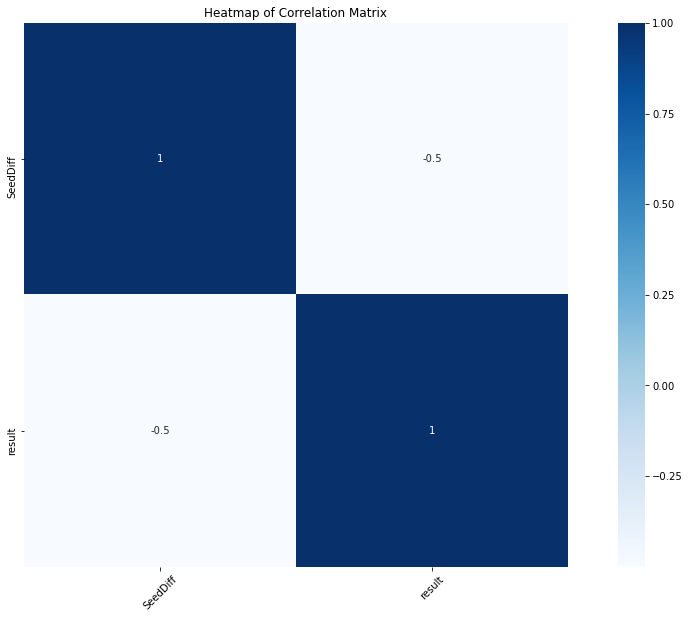 Heatmap of Correlation Matrix
SeedDiff
1
-0.5
result
-0.5
1
SeedDiff
result
1.00
0.75
0.50
0.25
0.00
−0.25